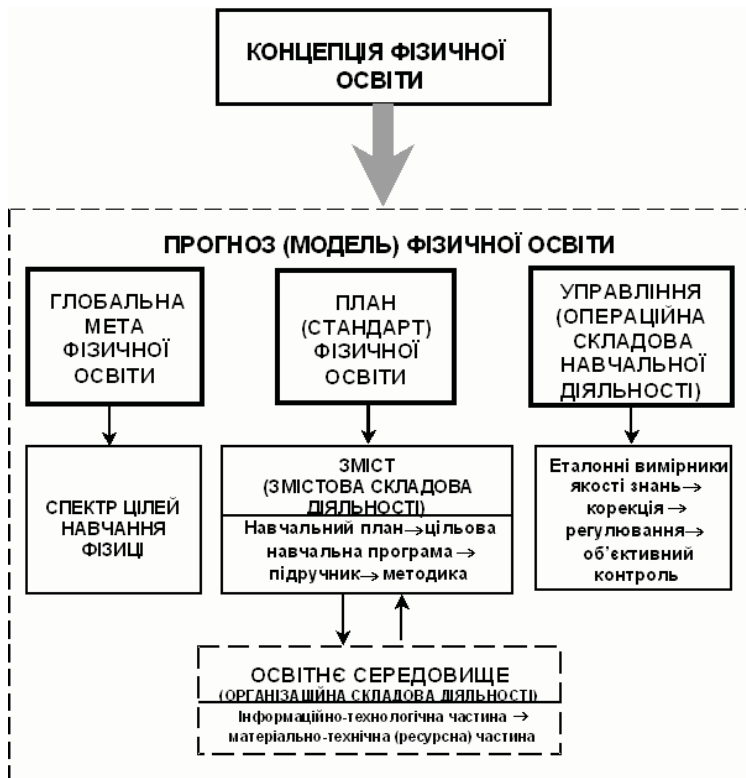 КОНЦЕПЦІЯ ФІЗИЧНОЇ
ОСВІТИ
ПРОГНОЗ (МОДЕЛЬ) ФІЗИЧНОЇ ОСВІТИ
ГЛОБАЛЬНА
МЕТА
ФІЗИЧНОЇ
ОСВІТИ
ПЛАН
(СТАНДАРТ)
ФІЗИЧНОЇ
ОСВІТИ
УПРАВЛІННЯ
(ОПЕРАЦІЙНА
СКЛАДОВА
НАВЧАЛЬНОЇ
ДІЯЛЬНОСТІ)
СПЕКТР ЦІЛЕЙ
НАВЧАННЯ
ФІЗИЦІ
ЗМІСТ
(ЗМІСТОВА СКЛАДОВА
ДІЯЛЬНОСТІ)
Навчальний план→цільова
навчальна програма→
підручник→методика
Еталонні вимірники
якості знань→
корекція→
регулювання→
об'єктивний
контроль
ОСВІТНЄ СЕРЕДОВИЩЕ
(ОРГАНІЗАЦІЙНА СКЛАДОВА ДІЯЛЬНОСТІ)
Інформаційно-технологічна частина →
матеріально-технічна (ресурсна) частина